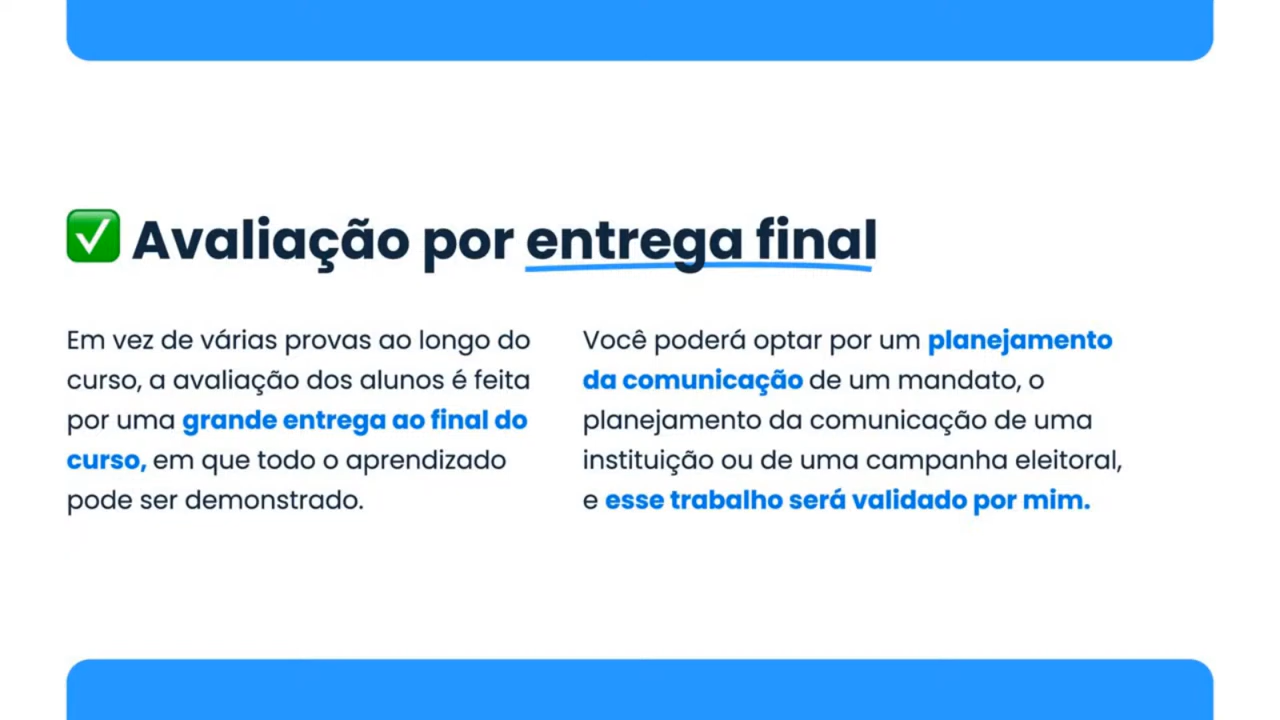 ✅ Avaliação por entrega final
Em vez de várias provas ao longo do
curso, a avaliação dos alunos é feita
por uma grande entrega ao final do
curso, em que todo o aprendizado
pode ser demonstrado.
Você poderá optar por um planejamento
da comunicação de um mandato, o
planejamento da comunicação de uma
instituição ou de uma campanha eleitoral,
e esse trabalho será validado por mim.